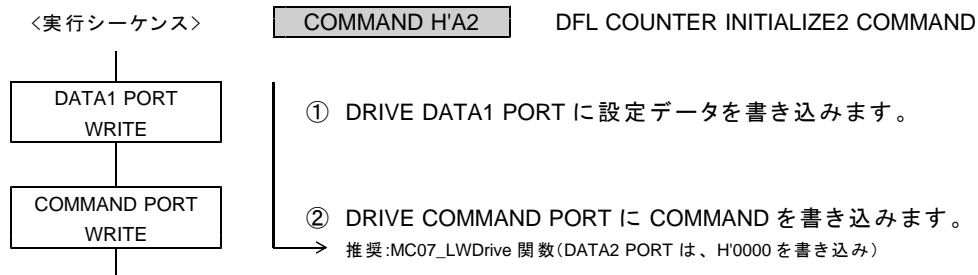 〈実行シーケンス〉 COMMAND H'A2 DFL COUNTER INITIALIZE2 COMMAND
DATA1 PORT
WRITE
① DRIVE DATA1 PORT に設定データを書き込みます。
COMMAND PORT
WRITE
② DRIVE COMMAND PORT に COMMAND を書き込みます。
推奨:MC07_LWDrive 関数(DATA2 PORT は、H'0000 を書き込み)